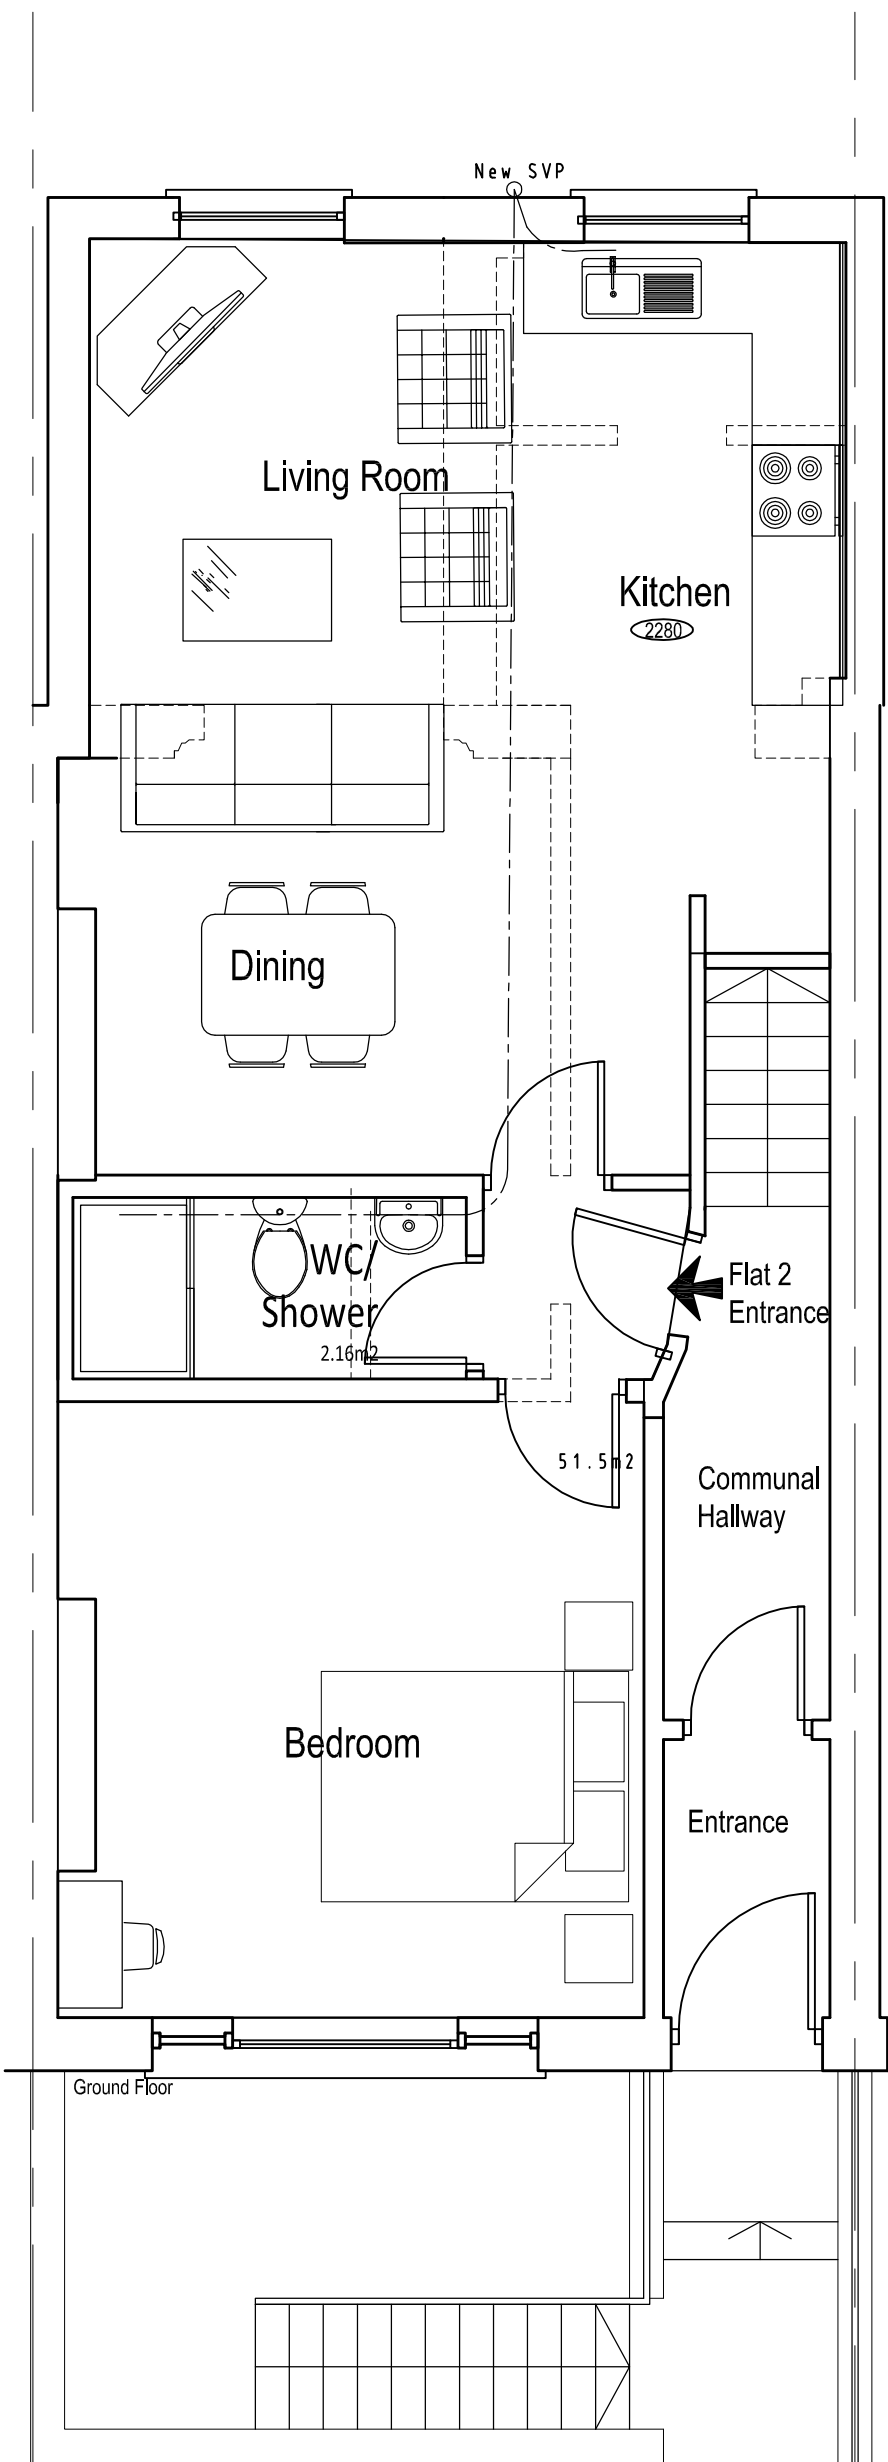 New SVP
Living Room
Kitchen
2280
Dining
WC/
Shower
2.16m2
Flat 2
Entrance
51.5m2
Communal
Hallway
Bedroom
Entrance
Ground Floor